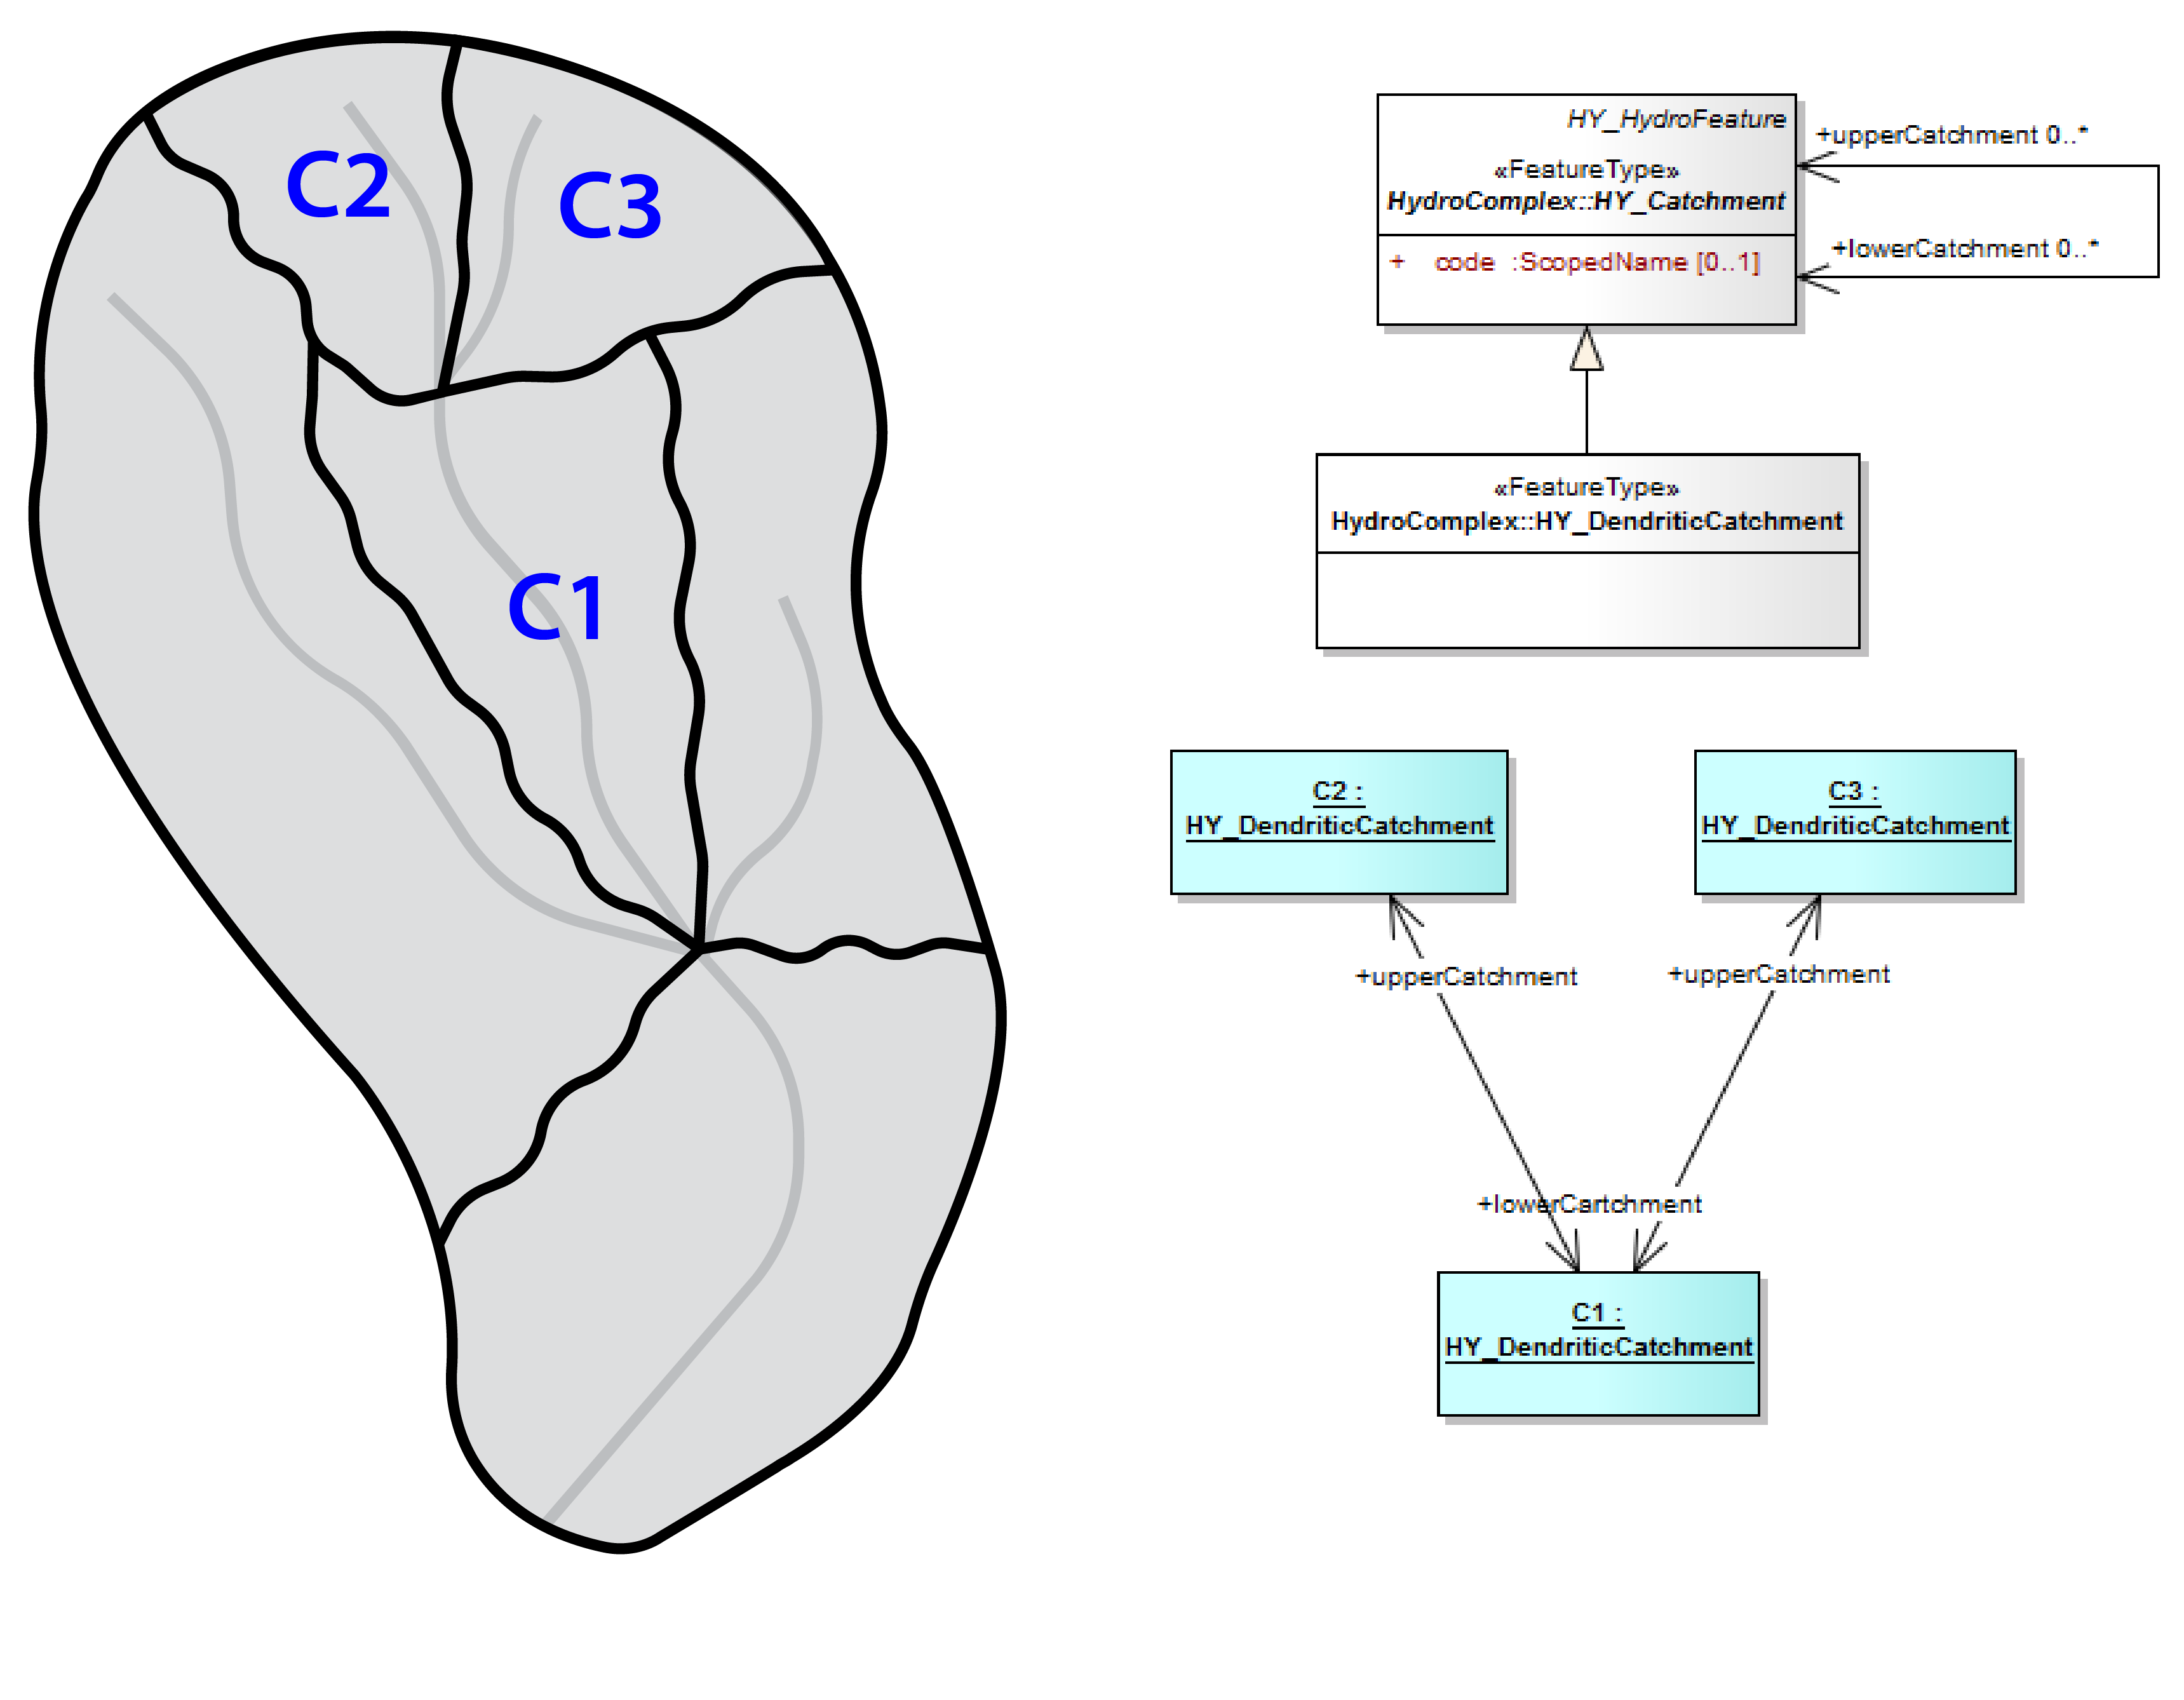 C2
C3
C1
HY_HydroFeature
«FeatureType»
HydroComplex::HY_Catchment
+ code :ScopedName [0..1]
+upperCatchment 0..*
+lowerCatchment 0..*
«FeatureType»
HydroComplex::HY_DendriticCatchment
C2 :
HY_DendriticCatchment
C3 :
HY_DendriticCatchment
+upperCatchment
+upperCatchment
+lowerCartchment
C1 :
HY_DendriticCatchment